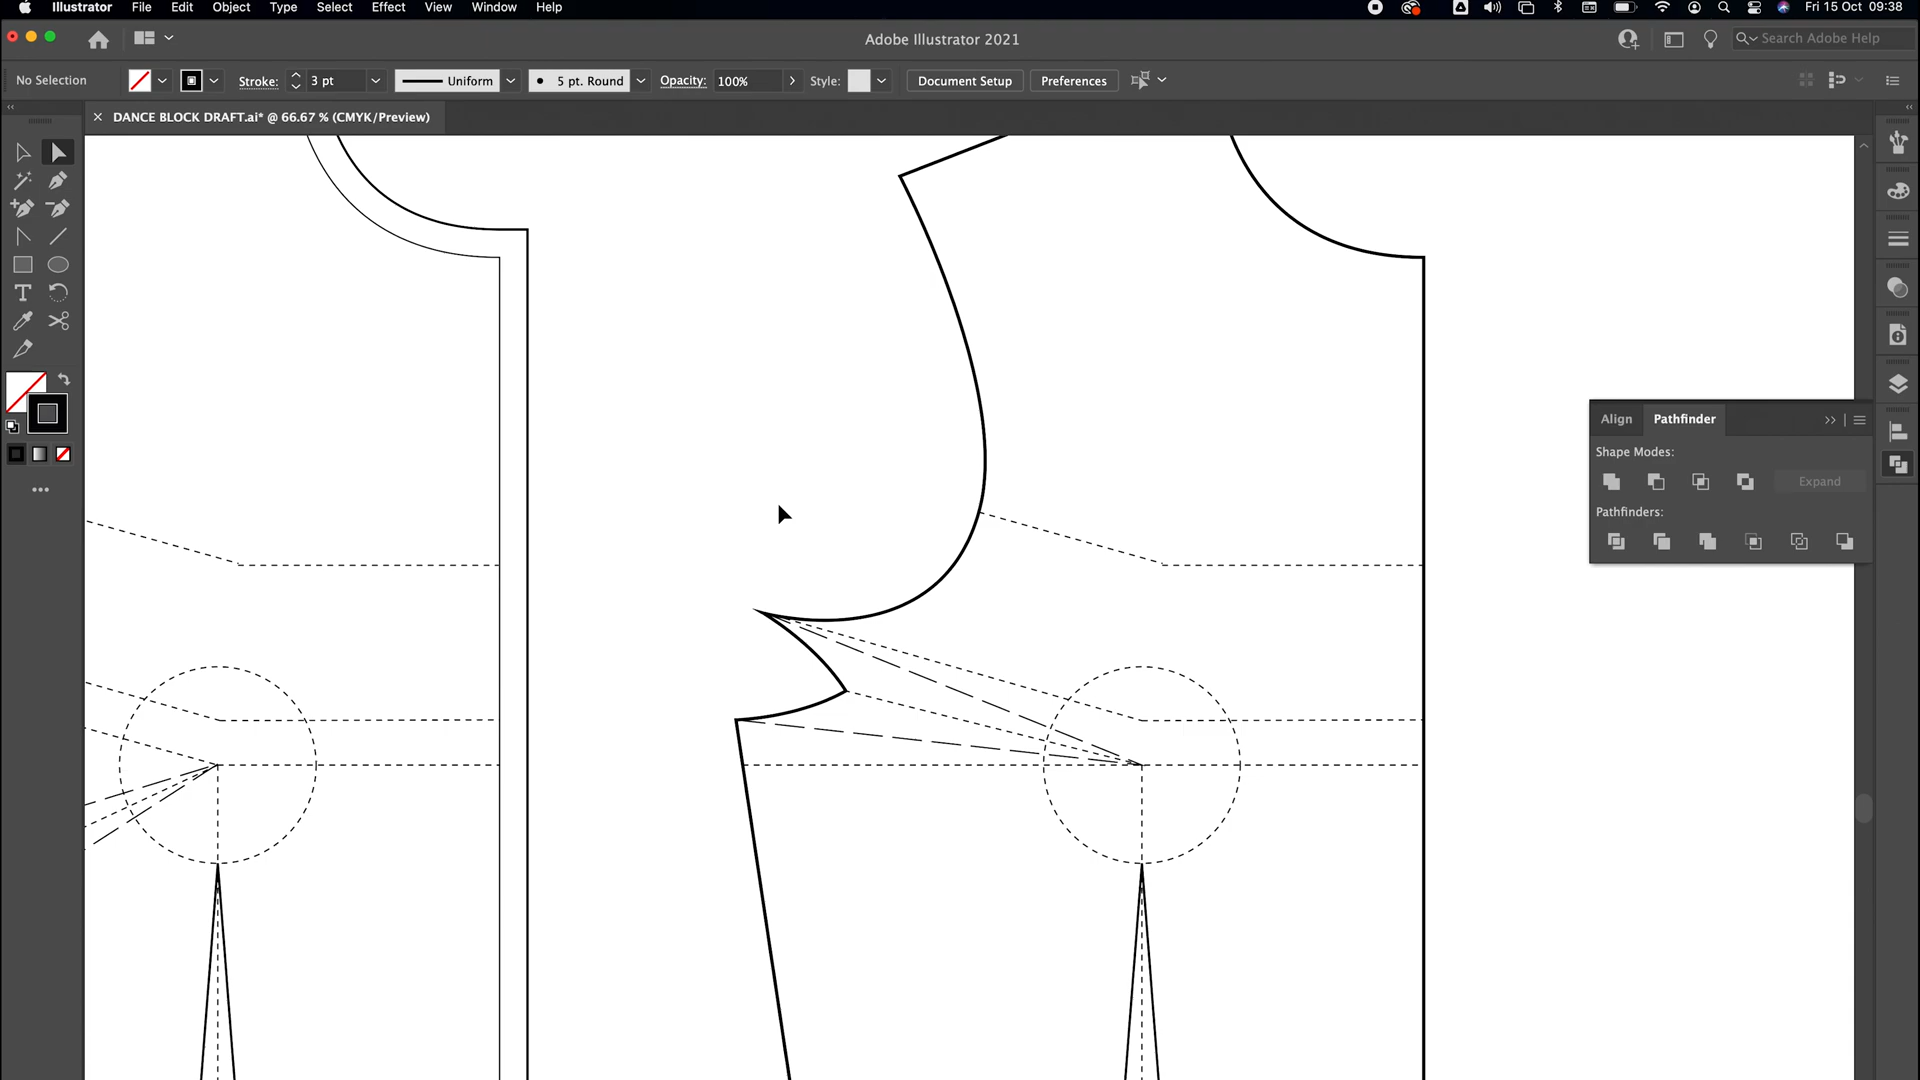 Illustrator File Edit Object Type Select Effect View Window Help Fri 15 Oct 09:38
Adobe Illustrator 2021 Search Adobe Help
No Selection Stroke: 3 pt Uniform 5 pt. Round Opacity: 100% Style: Document Setup Preferences
× DANCE BLOCK DRAFT.ai* @ 66.67 % (CMYK/Preview)
Align Pathfinder
Shape Modes:
Expand
Pathfinders: